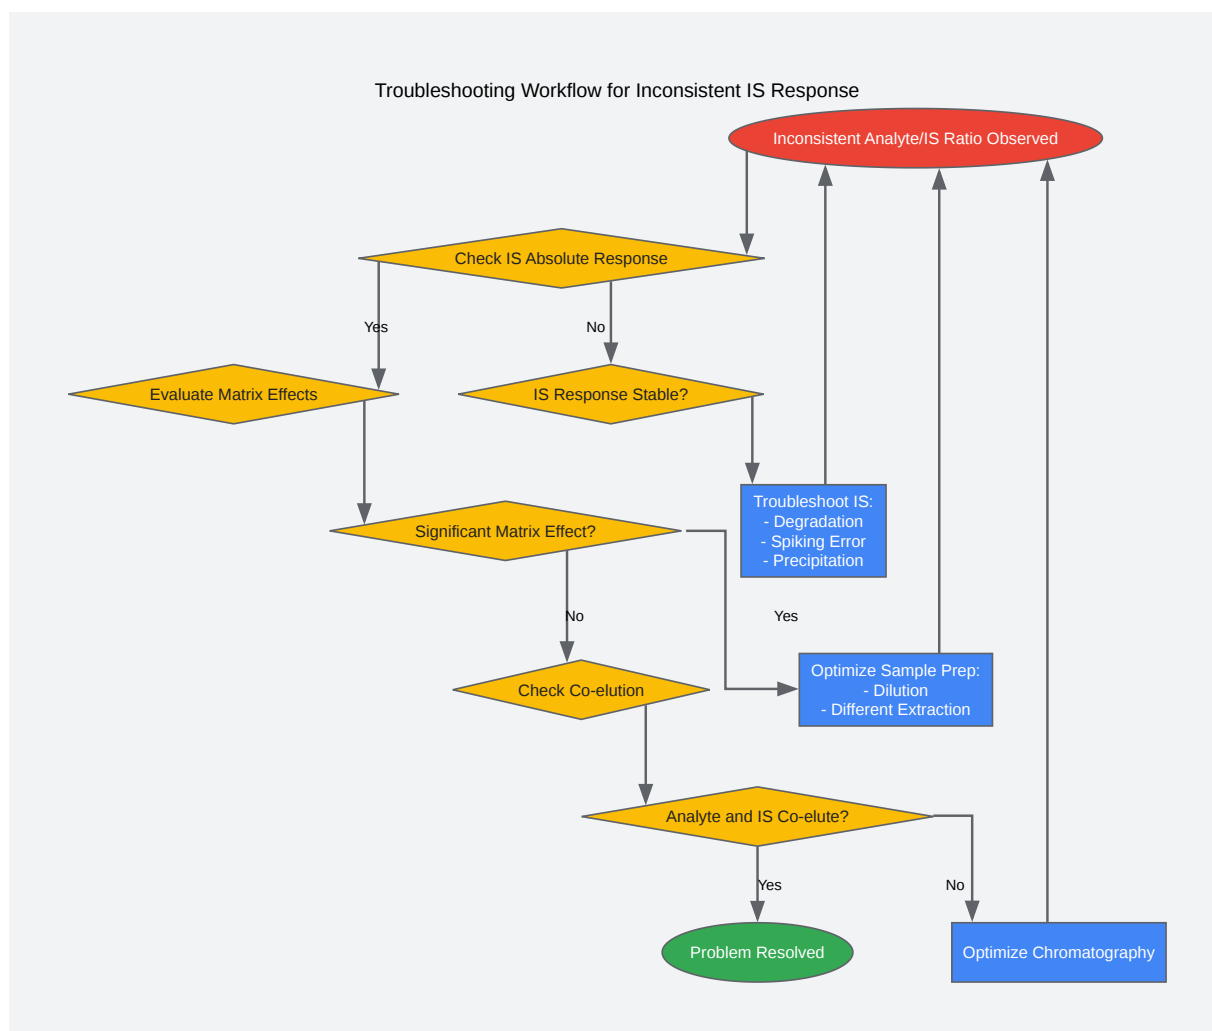 Troubleshooting Workflow for Inconsistent IS Response
Inconsistent Analyte/IS Ratio Observed
Check IS Absolute Response
Yes
No
Evaluate Matrix Effects
IS Response Stable?
Troubleshoot IS:
- Degradation
- Spiking Error
- Precipitation
Significant Matrix Effect?
No
Yes
Optimize Sample Prep:
- Dilution
- Different Extraction
Check Co-elution
Analyte and IS Co-elute?
Yes
No
Problem Resolved
Optimize Chromatography